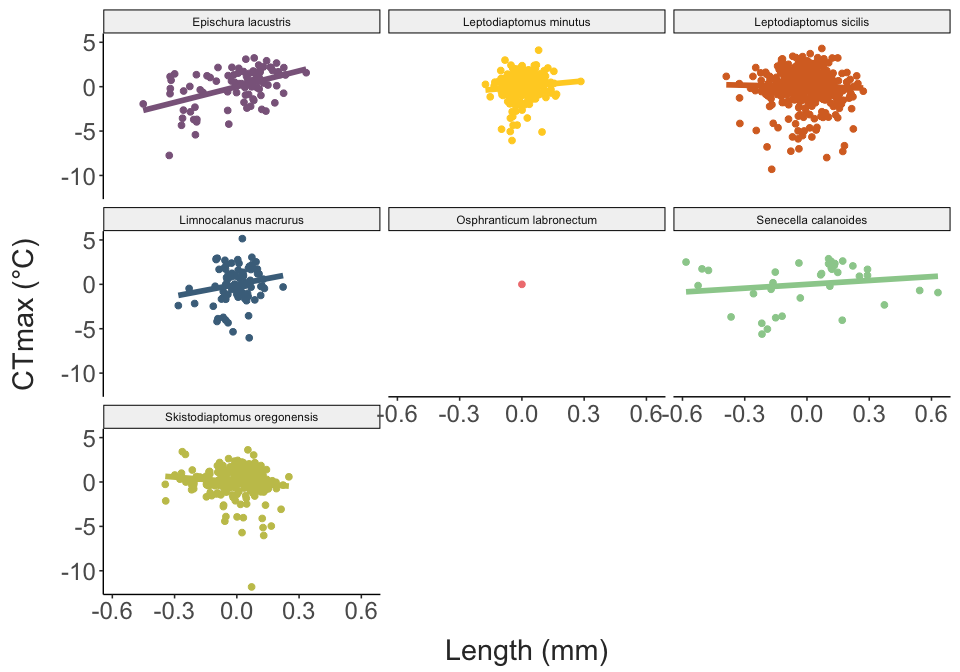 Epischura lacustris Leptodiaptomus minutus Leptodiaptomus sicilis
5
0
-5
-10
Limnocalanus macrurus Osphranticum labronectum Senecella calanoides
5
0
-5
-10
-0.6 -0.3 0.0 0.3 0.6 -0.6 -0.3 0.0 0.3 0.6
Skistodiaptomus oregonensis
5
0
-5
-10
-0.6 -0.3 0.0 0.3 0.6
CTmax (°C)
Length (mm)